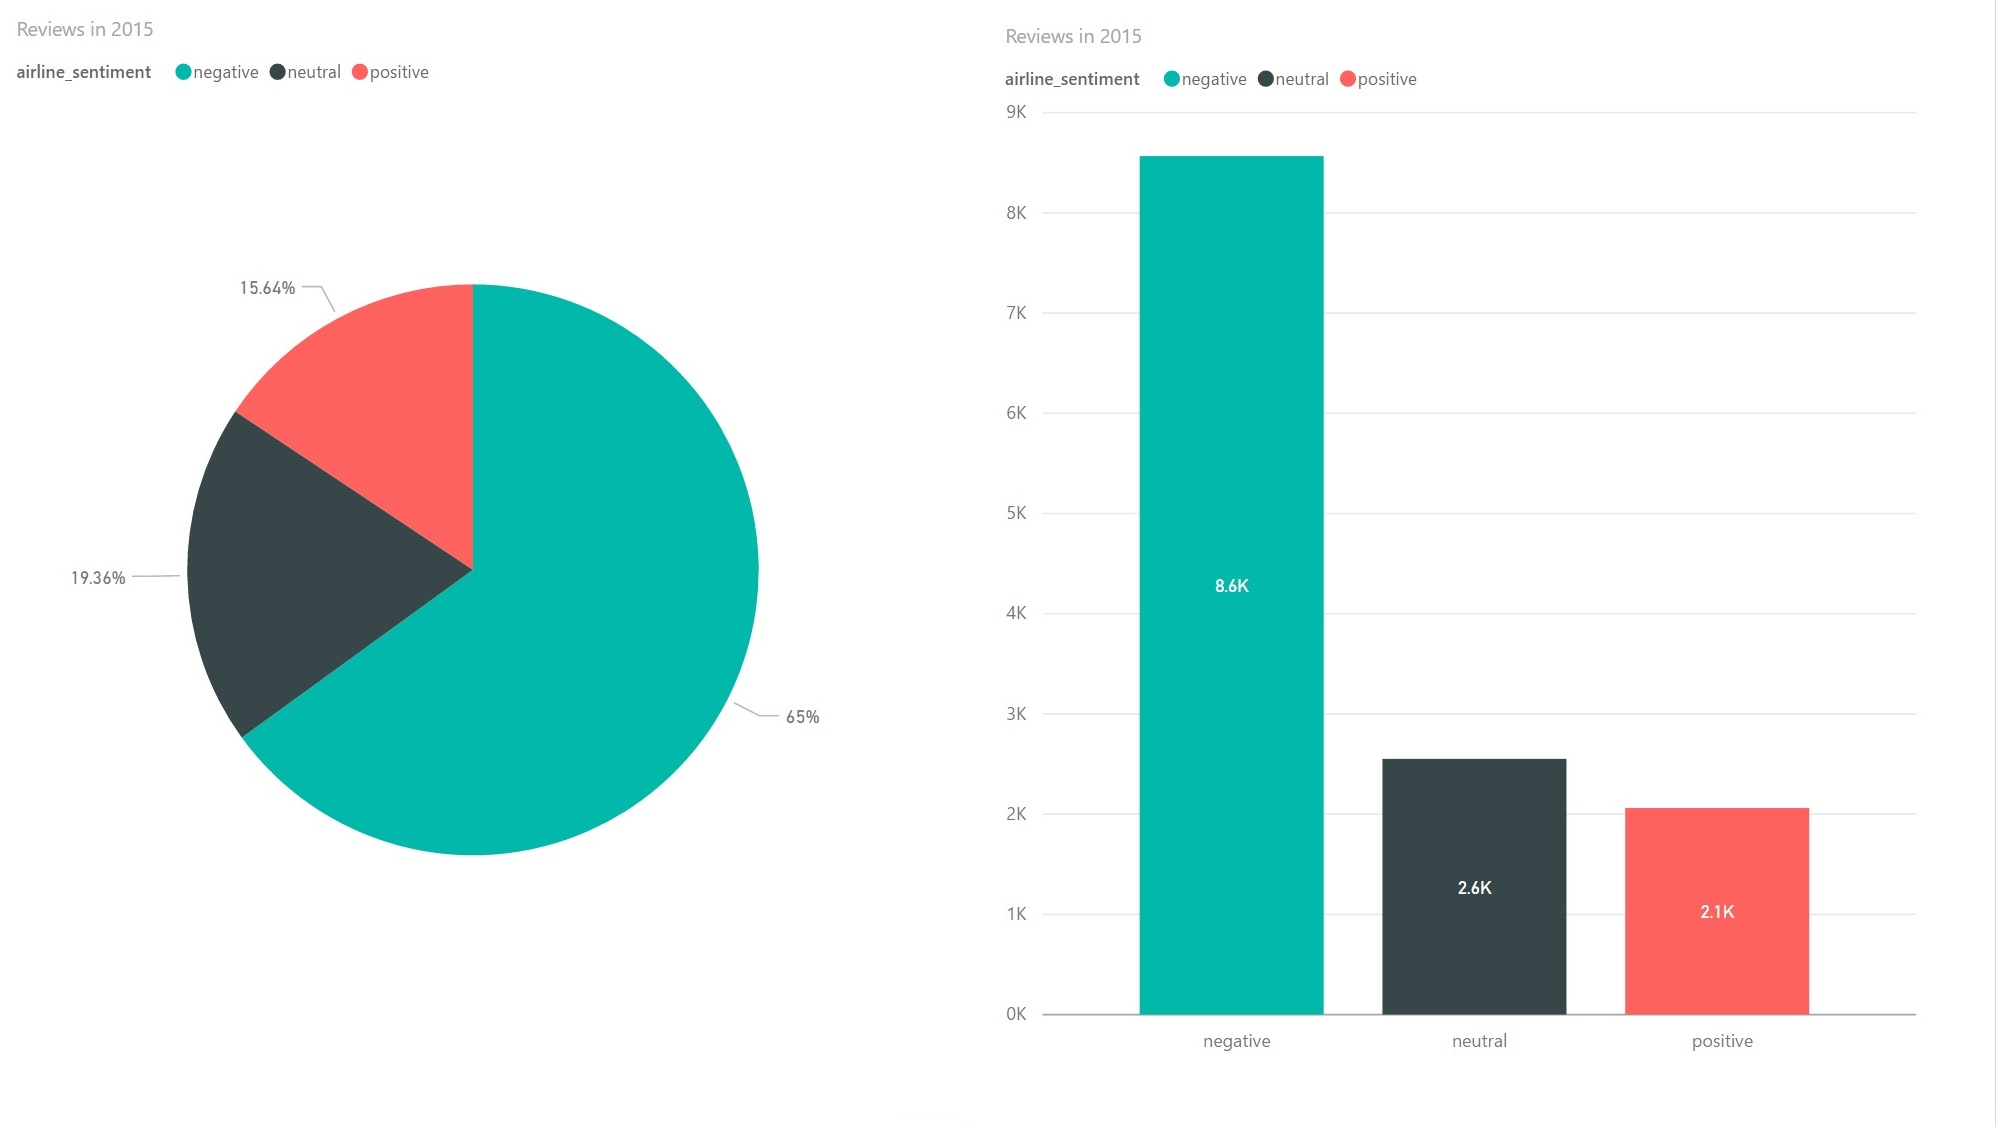 Reviews in 2015
airline_sentiment negative neutral positive
15.64%
19.36%
65%
Reviews in 2015
airline_sentiment negative neutral positive
9K
8K
7K
6K
5K
4K
3K
2K
1K
0K
8.6K
2.6K
2.1K
negative neutral positive